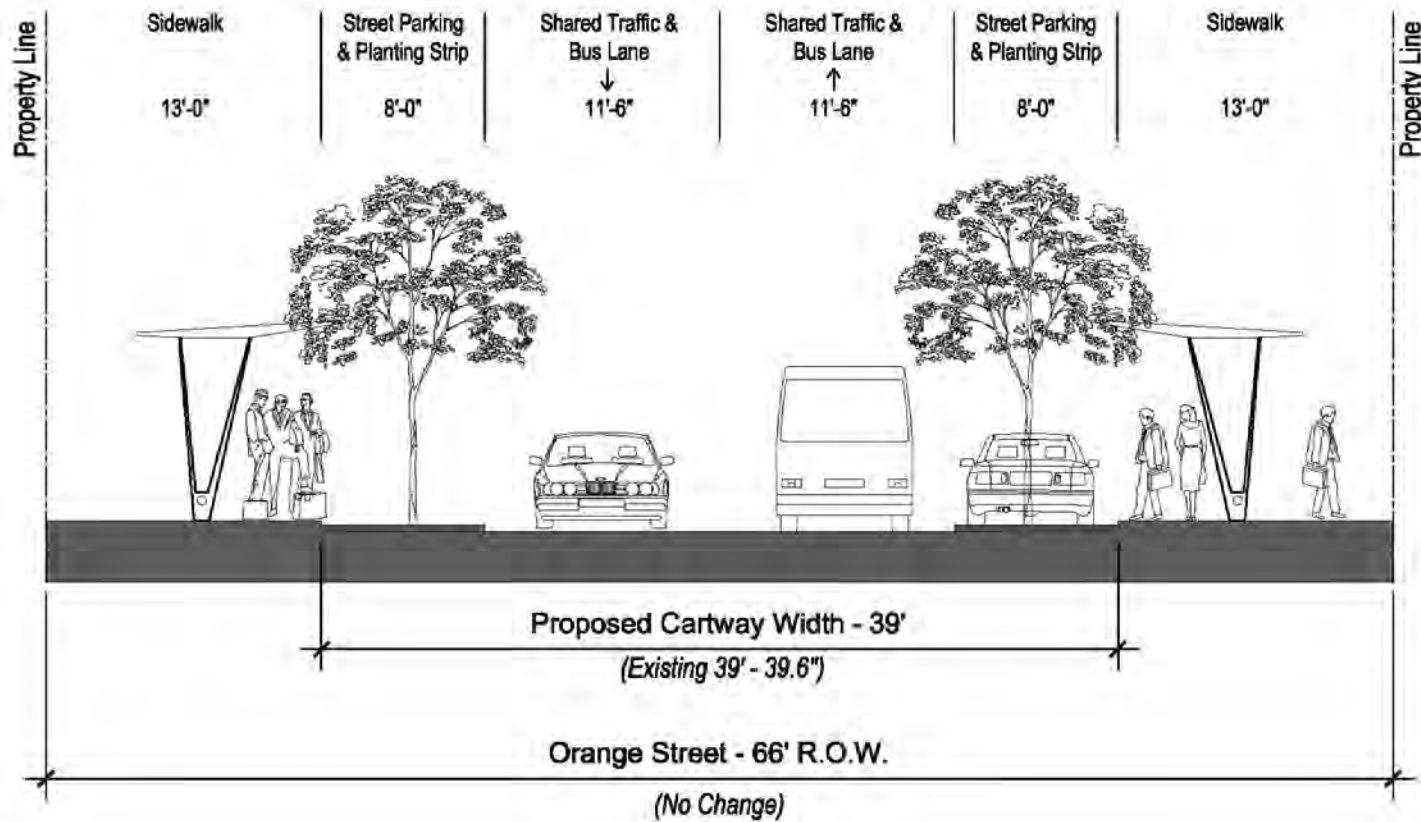 Property Line
Sidewalk
13'-0"
Street Parking
& Planting Strip
8'-0"
Shared Traffic &
Bus Lane
↓
11'-6"
Shared Traffic &
Bus Lane
↑
11'-6"
Street Parking
& Planting Strip
8'-0"
Sidewalk
13'-0"
Property Line
Proposed Cartway Width - 39'
(Existing 39' - 39.6")
Orange Street - 66' R.O.W.
(No Change)